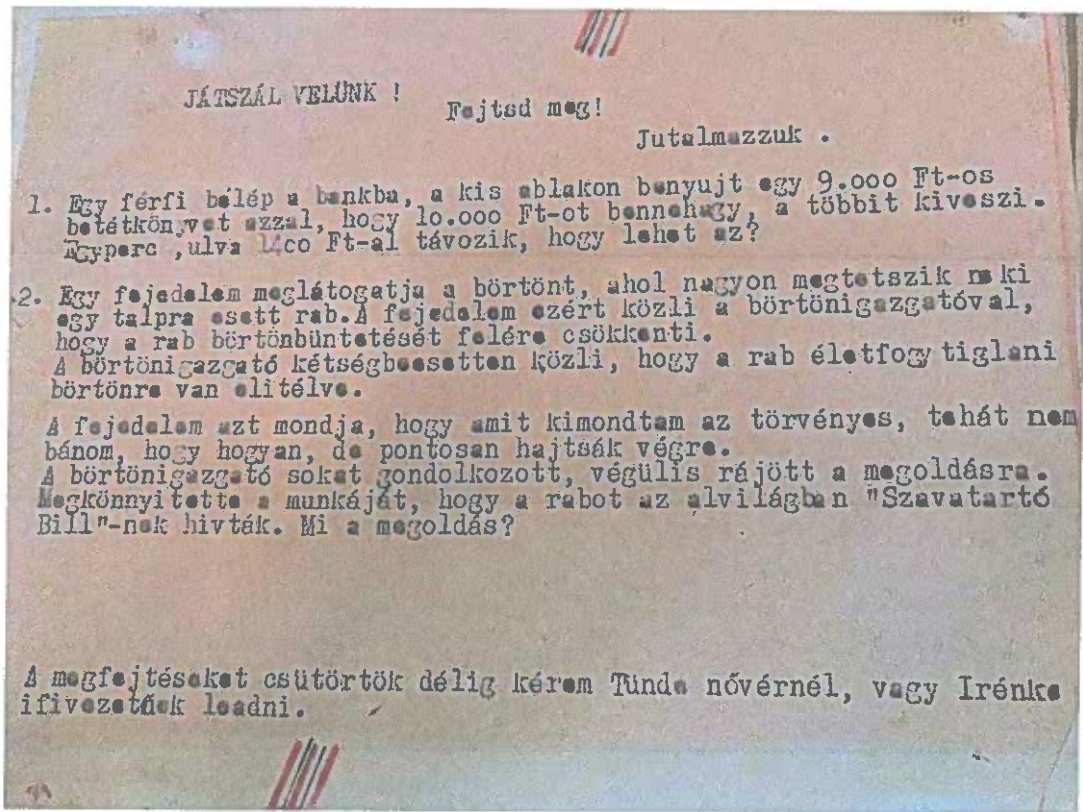 JÁTSZÁL VELÜNK !
Fejtsd meg!
Jutalmazzuk .
1. Egy férfi belép a bankba, a kis ablakon benyujt egy 9.000 Ft-os
betétkönyvet azzal, hogy 10.000 Ft-ot bennehagy, a többit kiveszi.
Egyperc ,ulva Ft-al távozik, hogy lehet az?
2. Egy fejedelem meglátogatja a börtönt, ahol nagyon megtetszik neki
egy talpra esett rab.A fejedelem ezért közli a börtönigazgatóval,
hogy a rab börtönbüntetését felére csökkenti.
A börtönigazgató kétségbeesetten közli, hogy a rab életfogytiglani
börtönre van elitélve.
A fejedelem azt mondja, hogy amit kimondtam az törvényes, tehát nem
bánom, hogy hogyan, de pontosan hajtsák végre.
A börtönigazgató sokat gondolkozott, végülis rájött a megoldásra.
Megkönnyitette a munkáját, hogy a rabot az alvilágban "Szavatartó
Bill"-nek hivták. Mi a megoldás?
A megfejtéseket csütörtök délig kérem Tünde nővérnél, vagy Irénke
leadni.